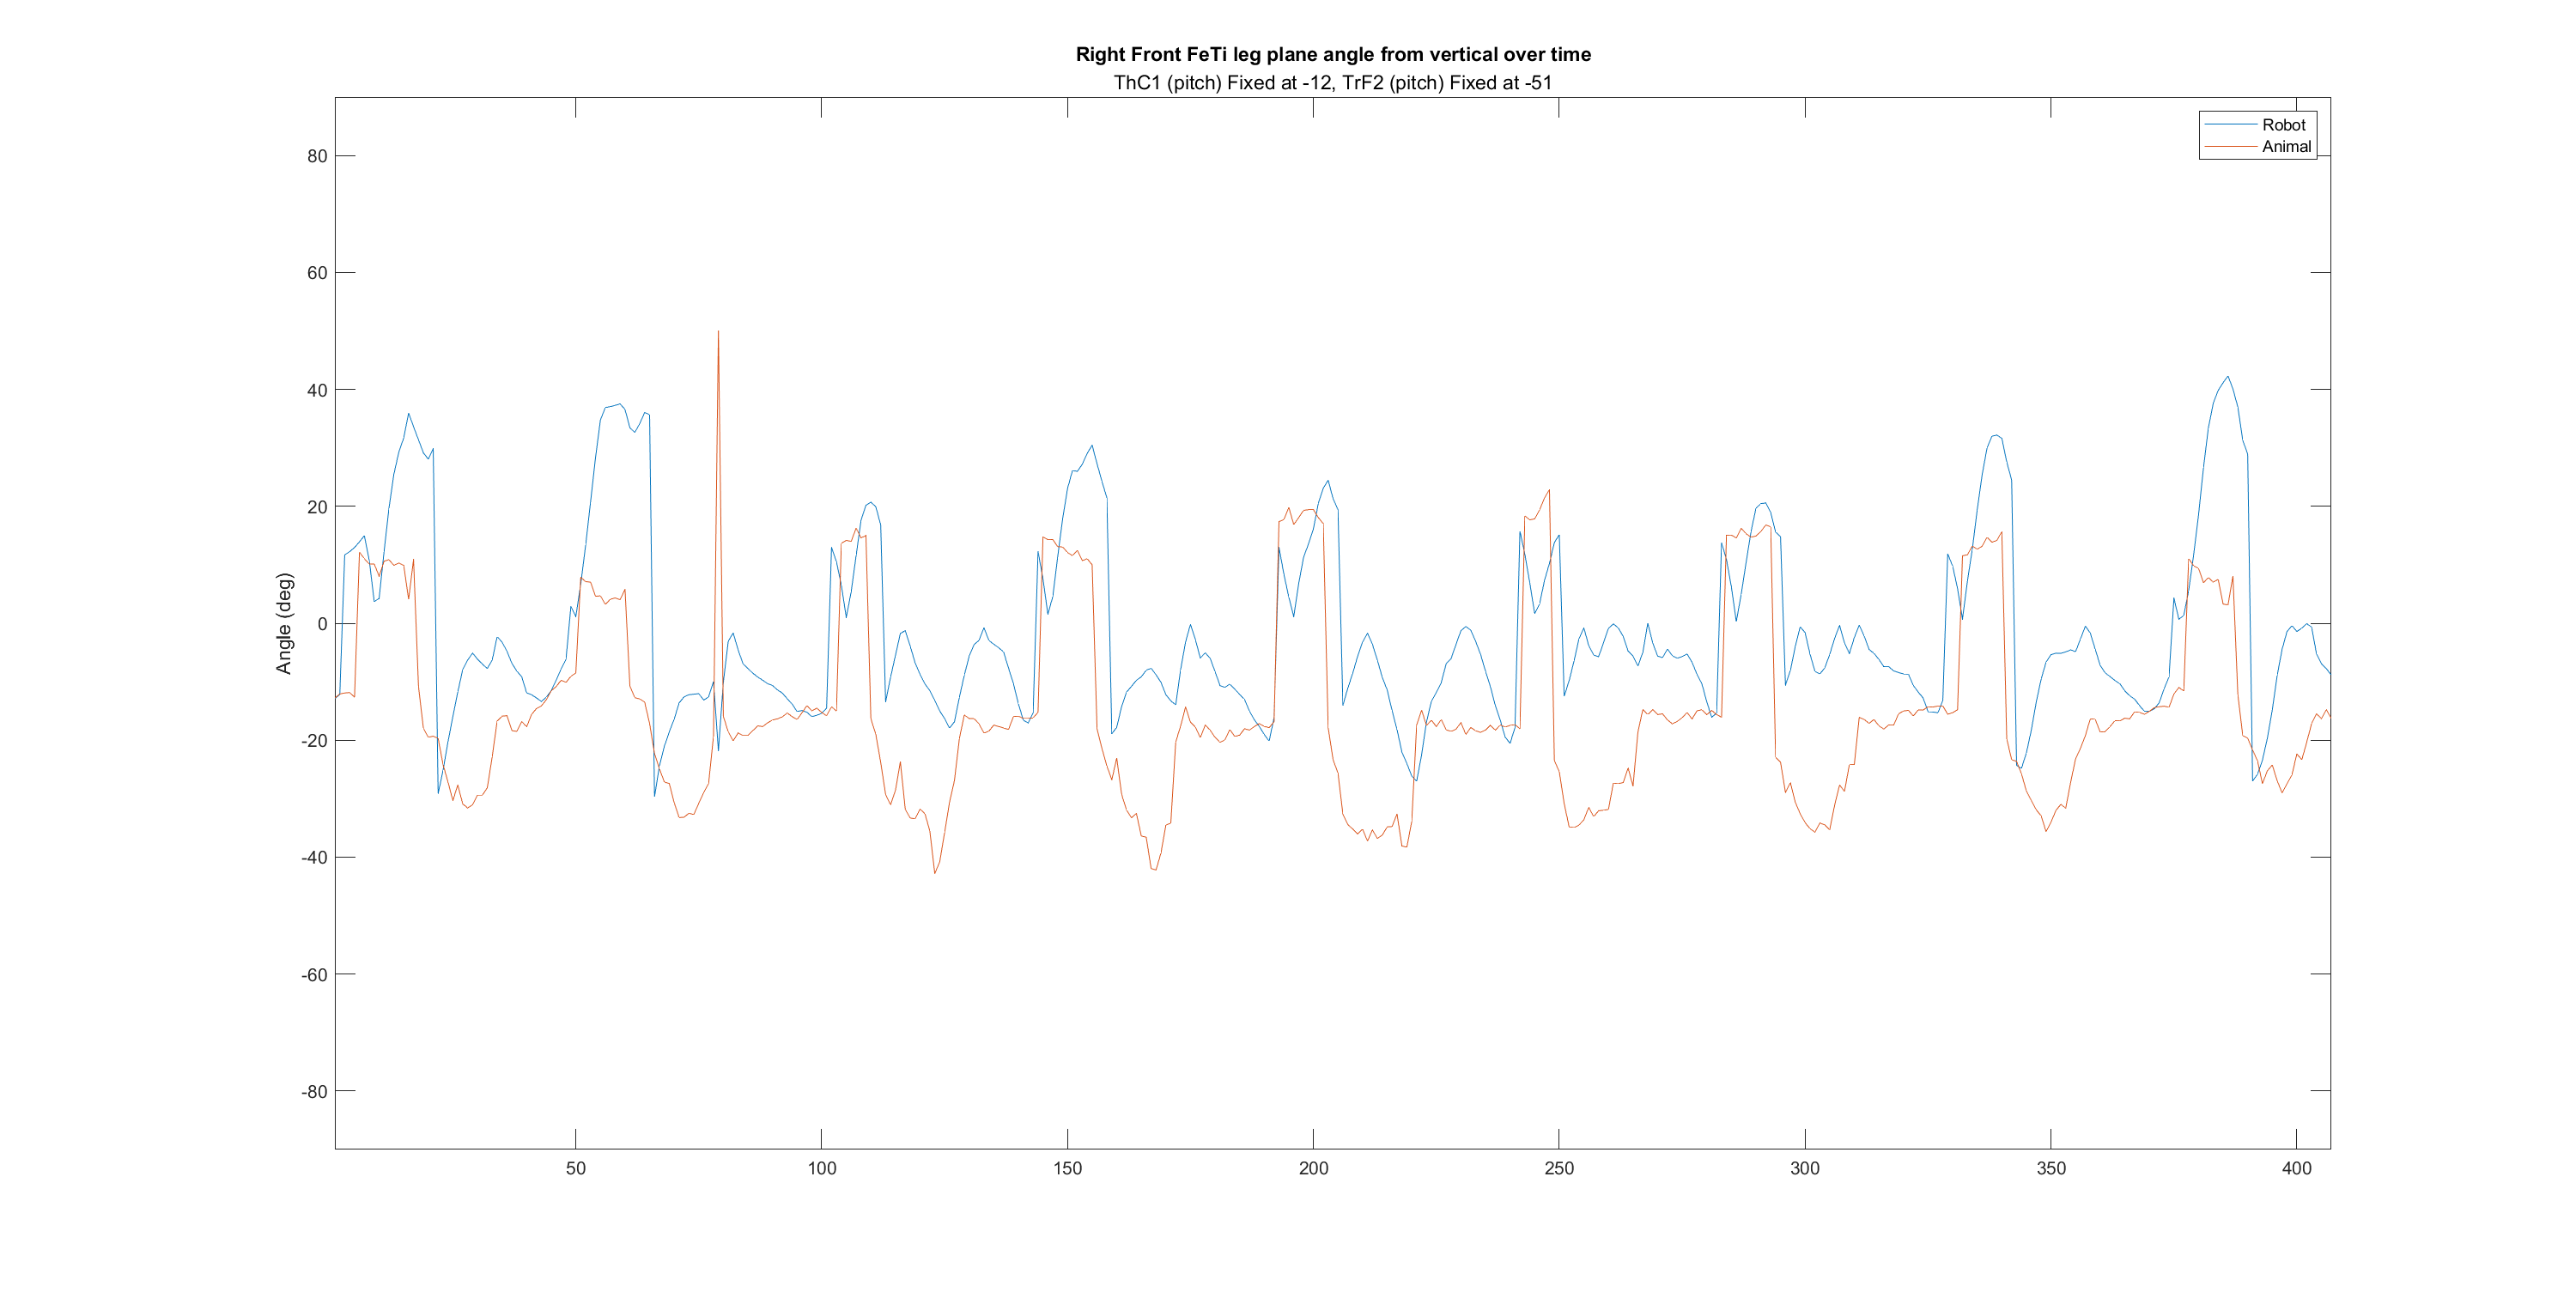 Right Front FeTi leg plane angle from vertical over time
ThC1 (pitch) Fixed at -12, TrF2 (pitch) Fixed at -51
Robot
Animal
Angle (deg)
80
60
40
20
0
-20
-40
-60
-80
50 100 150 200 250 300 350 400